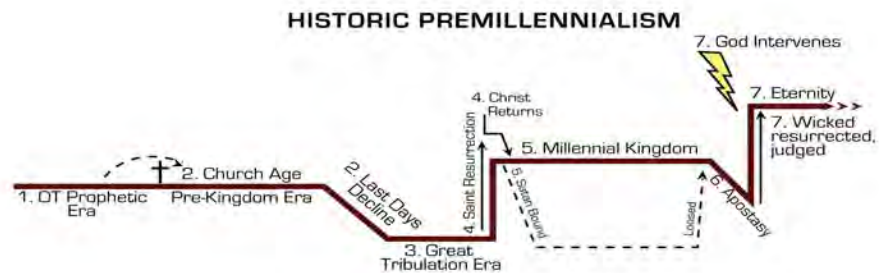 HISTORIC PREMILLENNIALISM
7. God Intervenes
4. Christ
Returns
7. Eternity
7. Wicked
resurrected,
judged
2. Church Age
5. Millennial Kingdom
1. OT Prophetic
Era
Pre-Kingdom Era
2. Last Days
Decline
4. Saint Resurrection
5. Satan Bound
Loosed
6. Apostasy
3. Great
Tribulation Era